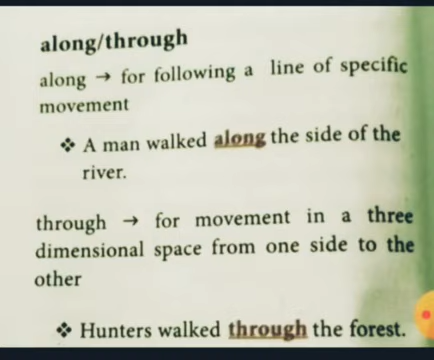 along/through
along → for following a line of specific
movement
❖ A man walked along the side of the
river.
through → for movement in a three
dimensional space from one side to the
other
❖ Hunters walked through the forest.